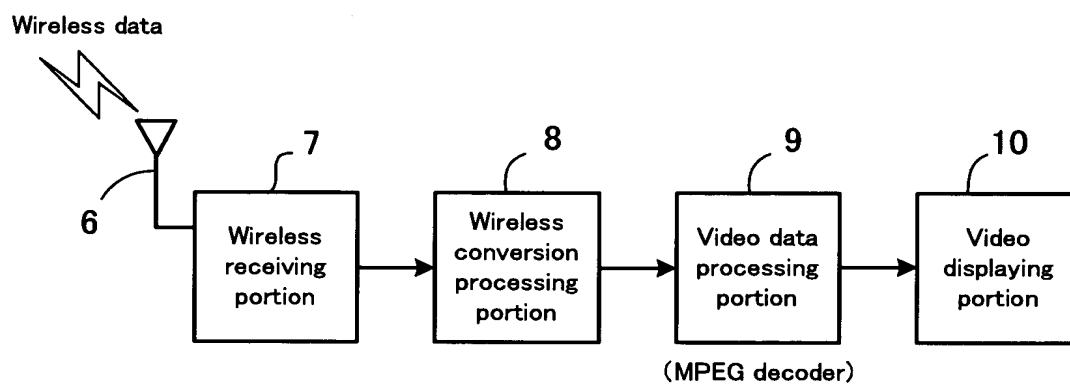 Wireless data
6
7
Wireless
receiving
portion
8
Wireless
conversion
processing
portion
9
Video data
processing
portion
(MPEG decoder)
10
Video
displaying
portion